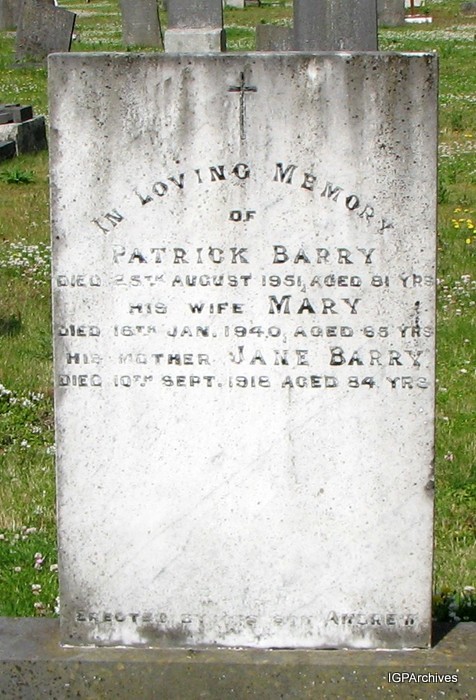 IN LOVING MEMORY
OF
PATRICK BARRY
DIED 25TH AUGUST 1951, AGED 81 YRS
HIS WIFE MARY
DIED 16TH JAN. 1940, AGED 65 YRS
HIS MOTHER JANE BARRY
DIED 10TH SEPT. 1918 AGED 84 YRS
ERECTED BY HIS SON ANDREW
IGPArchives